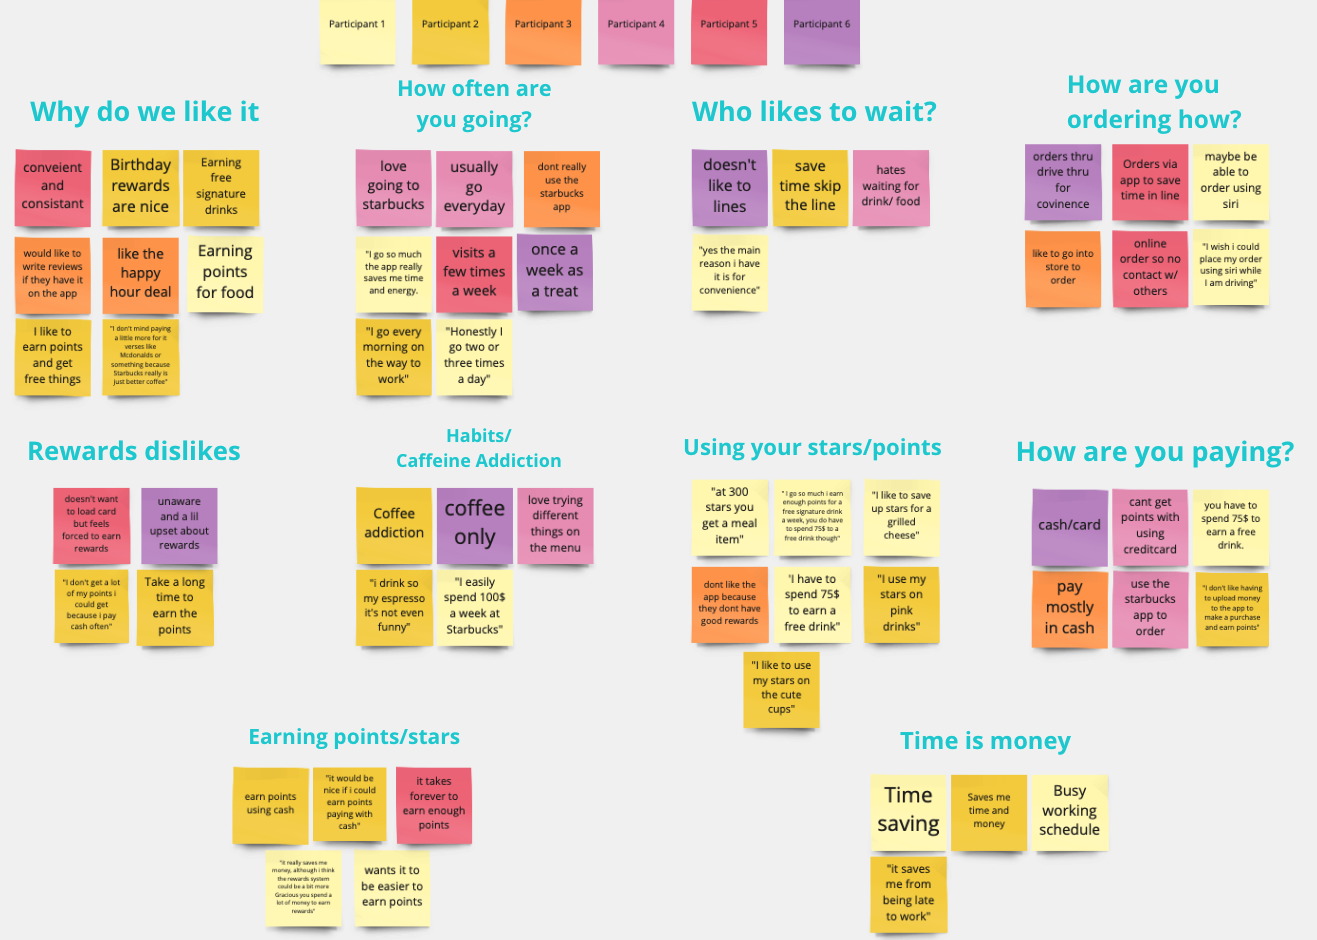 Participant 1
Participant 2
Participant 3
Participant 4
Participant 5
Participant 6
Why do we like it
conveient
and
consistant
Birthday
rewards
are nice
Earning
free
signature
drinks
would like to
write reviews
if they have it
on the app
like the
happy
hour deal
Earning
points
for food
I like to
earn points
and get
free things
"I don't mind paying
a little more for it
verses like
Mcdonalds or
something because
Starbucks really is
just better coffee"
How often are
you going?
love
going to
starbucks
usually
go
everyday
dont really
use the
starbucks
app
"I go so much
the app really
saves me time
and energy.
visits a
few times
a week
once a
week as
a treat
"I go every
morning on
the way to
work"
"Honestly I
go two or
three times
a day"
Who likes to wait?
doesn't
like to
lines
save
time skip
the line
hates
waiting for
drink/ food
"yes the main
reason i have
it is for
convenience"
How are you
ordering how?
orders thru
drive thru
for
covinence
Orders via
app to save
time in line
maybe be
able to
order using
siri
like to go into
store to
order
online
order so no
contact w/
others
"I wish i could
place my order
using siri while
I am driving"
Rewards dislikes
doesn't want
to load card
but feels
forced to earn
rewards
unaware
and a lil
upset about
rewards
"I don't get a lot
of my points i
could get
because i pay
cash often"
Take a long
time to
earn the
points
Habits/
Caffeine Addiction
Coffee
addiction
coffee
only
love trying
different
things on
the menu
"i drink so
my espresso
it's not even
funny"
"I easily
spend 100$
a week at
Starbucks"
Using your stars/points
"at 300
stars you
get a meal
item"
" I go so much i earn
enough points for a
free signature drink
a week, you do have
to spend 75$ to a
free drink though"
"I like to save
up stars for a
grilled
cheese"
dont like the
app because
they dont have
good rewards
'I have to
spend 75$
to earn a
free drink"
"I use my
stars on
pink
drinks"
"I like to use
my stars on
the cute
cups"
How are you paying?
cash/card
cant get
points with
using
creditcard
you have to
spend 75$ to
earn a free
drink.
pay
mostly
in cash
use the
starbucks
app to
order
"I don't like having
to upload money
to the app to
make a purchase
and earn points"
Earning points/stars
earn points
using cash
"it would be
nice if i could
earn points
paying with
cash"
it takes
forever to
earn enough
points
"it really saves me
money, although i think
the rewards system
could be a bit more
Gracious you spend a
lot of money to earn
rewards"
wants it to
be easier to
earn points
Time is money
Time
saving
Saves me
time and
money
Busy
working
schedule
"it saves
me from
being late
to work"